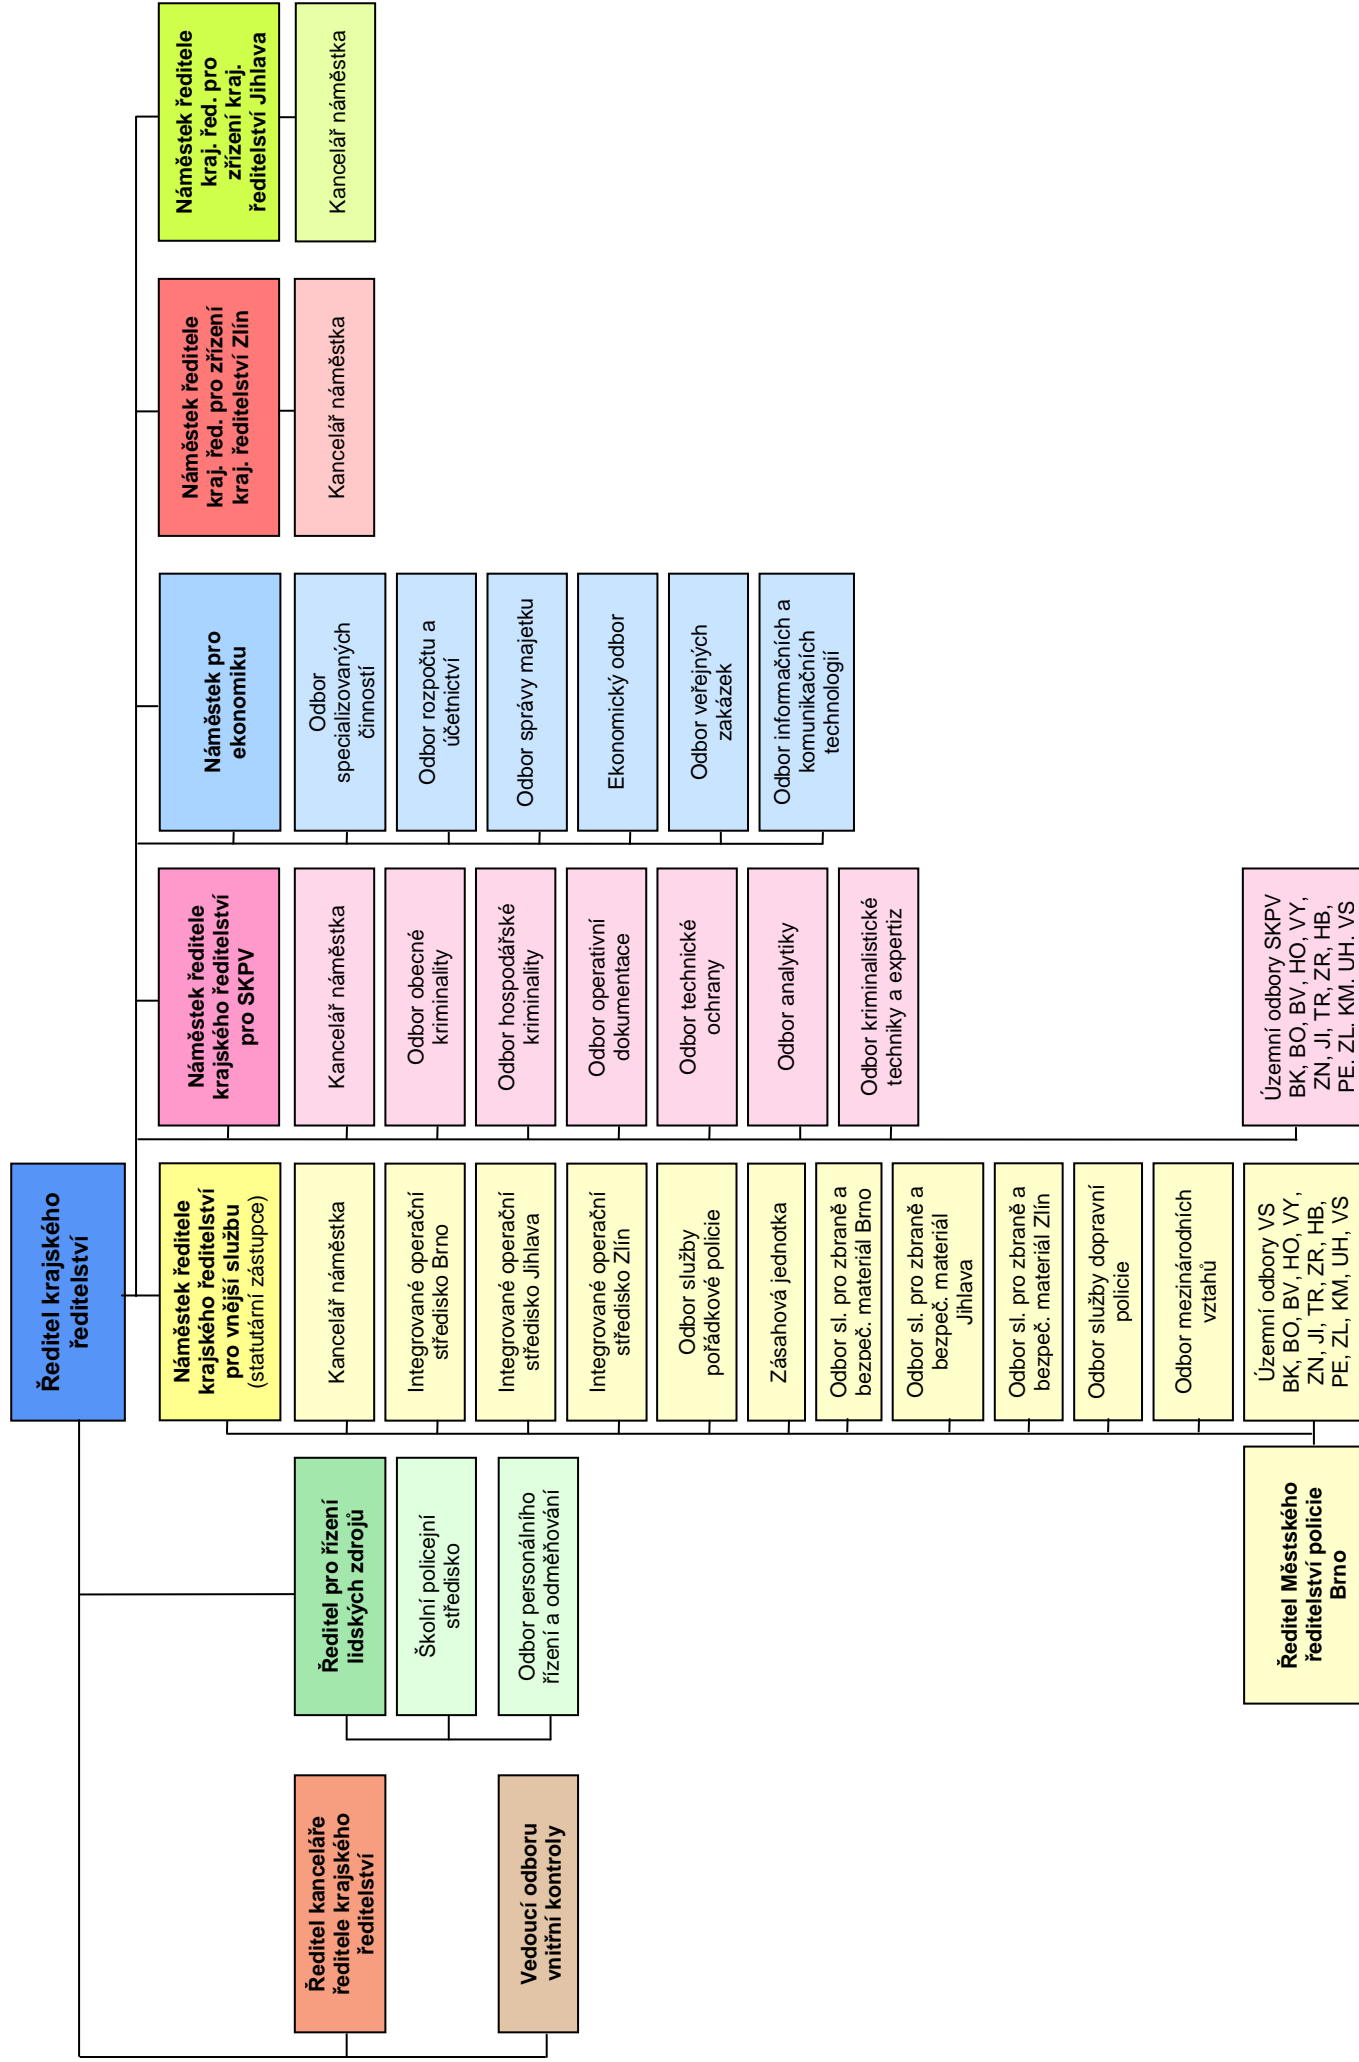 Ředitel krajského
ředitelství
Ředitel kanceláře
ředitele krajského
ředitelství
Vedoucí odboru
vnitřní kontroly
Ředitel pro řízení
lidských zdrojů
Školní policejní
středisko
Odbor personálního
řízení a odměňování
Náměstek ředitele
krajského ředitelství
pro vnější službu
(statutární zástupce)
Kancelář náměstka
Integrované operační
středisko Brno
Integrované operační
středisko Jihlava
Integrované operační
středisko Zlín
Odbor služby
pořádkové policie
Zásahová jednotka
Odbor sl. pro zbraně a
bezpeč. materiál Brno
Odbor sl. pro zbraně a
bezpeč. materiál
Jihlava
Odbor sl. pro zbraně a
bezpeč. materiál Zlín
Odbor služby dopravní
policie
Odbor mezinárodních
vztahů
Územní odbory VS
BK, BO, BV, HO, VY,
ZN, JI, TR, ZR, HB,
PE, ZL, KM, UH, VS
Ředitel Městského
ředitelství policie
Brno
Náměstek ředitele
krajského ředitelství
pro SKPV
Kancelář náměstka
Odbor obecné
kriminality
Odbor hospodářské
kriminality
Odbor operativní
dokumentace
Odbor technické
ochrany
Odbor analytiky
Odbor kriminalistické
techniky a expertiz
Územní odbory SKPV
BK, BO, BV, HO, VY,
ZN, JI, TR, ZR, HB,
PE. ZL. KM. UH. VS
Náměstek pro
ekonomiku
Odbor
specializovaných
činností
Odbor rozpočtu a
účetnictví
Odbor správy majetku
Ekonomický odbor
Odbor veřejných
zakázek
Odbor informačních a
komunikačních
technologií
Náměstek ředitele
kraj. řed. pro zřízení
kraj. ředitelství Zlín
Kancelář náměstka
Náměstek ředitele
kraj. řed. pro
zřízení kraj.
ředitelství Jihlava
Kancelář náměstka